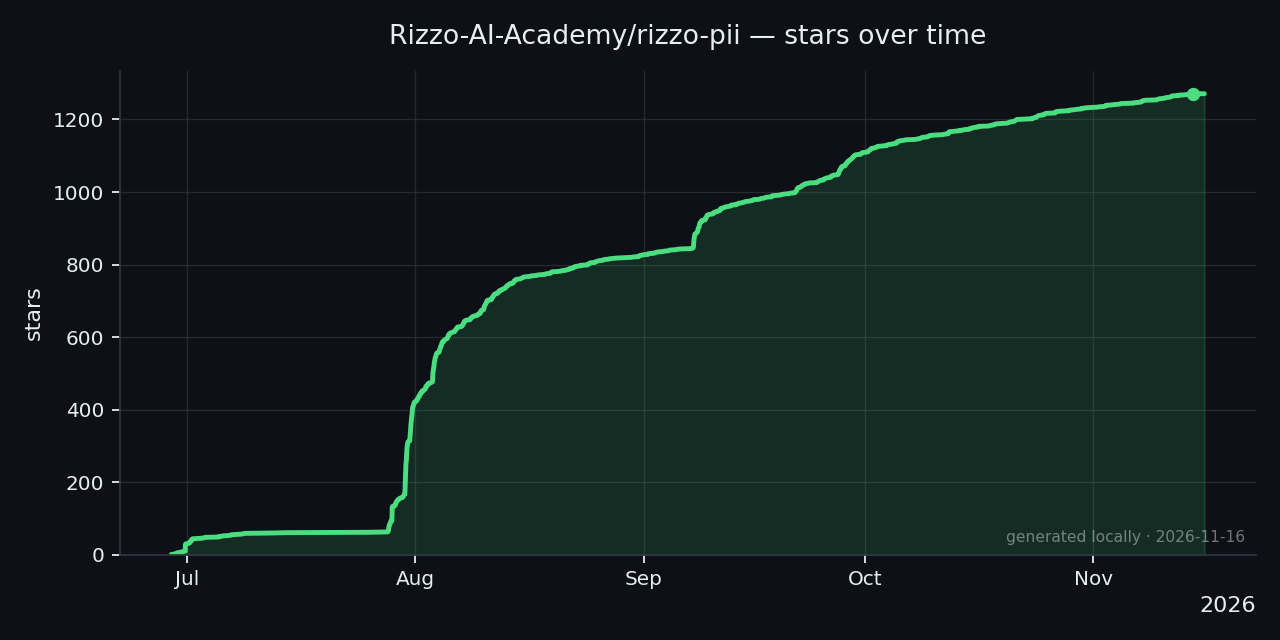 Rizzo-AI-Academy/rizzo-pii — stars over time
stars
1200
1000
800
600
400
200
0
generated locally · 2026-11-16
Jul Aug Sep Oct Nov
2026